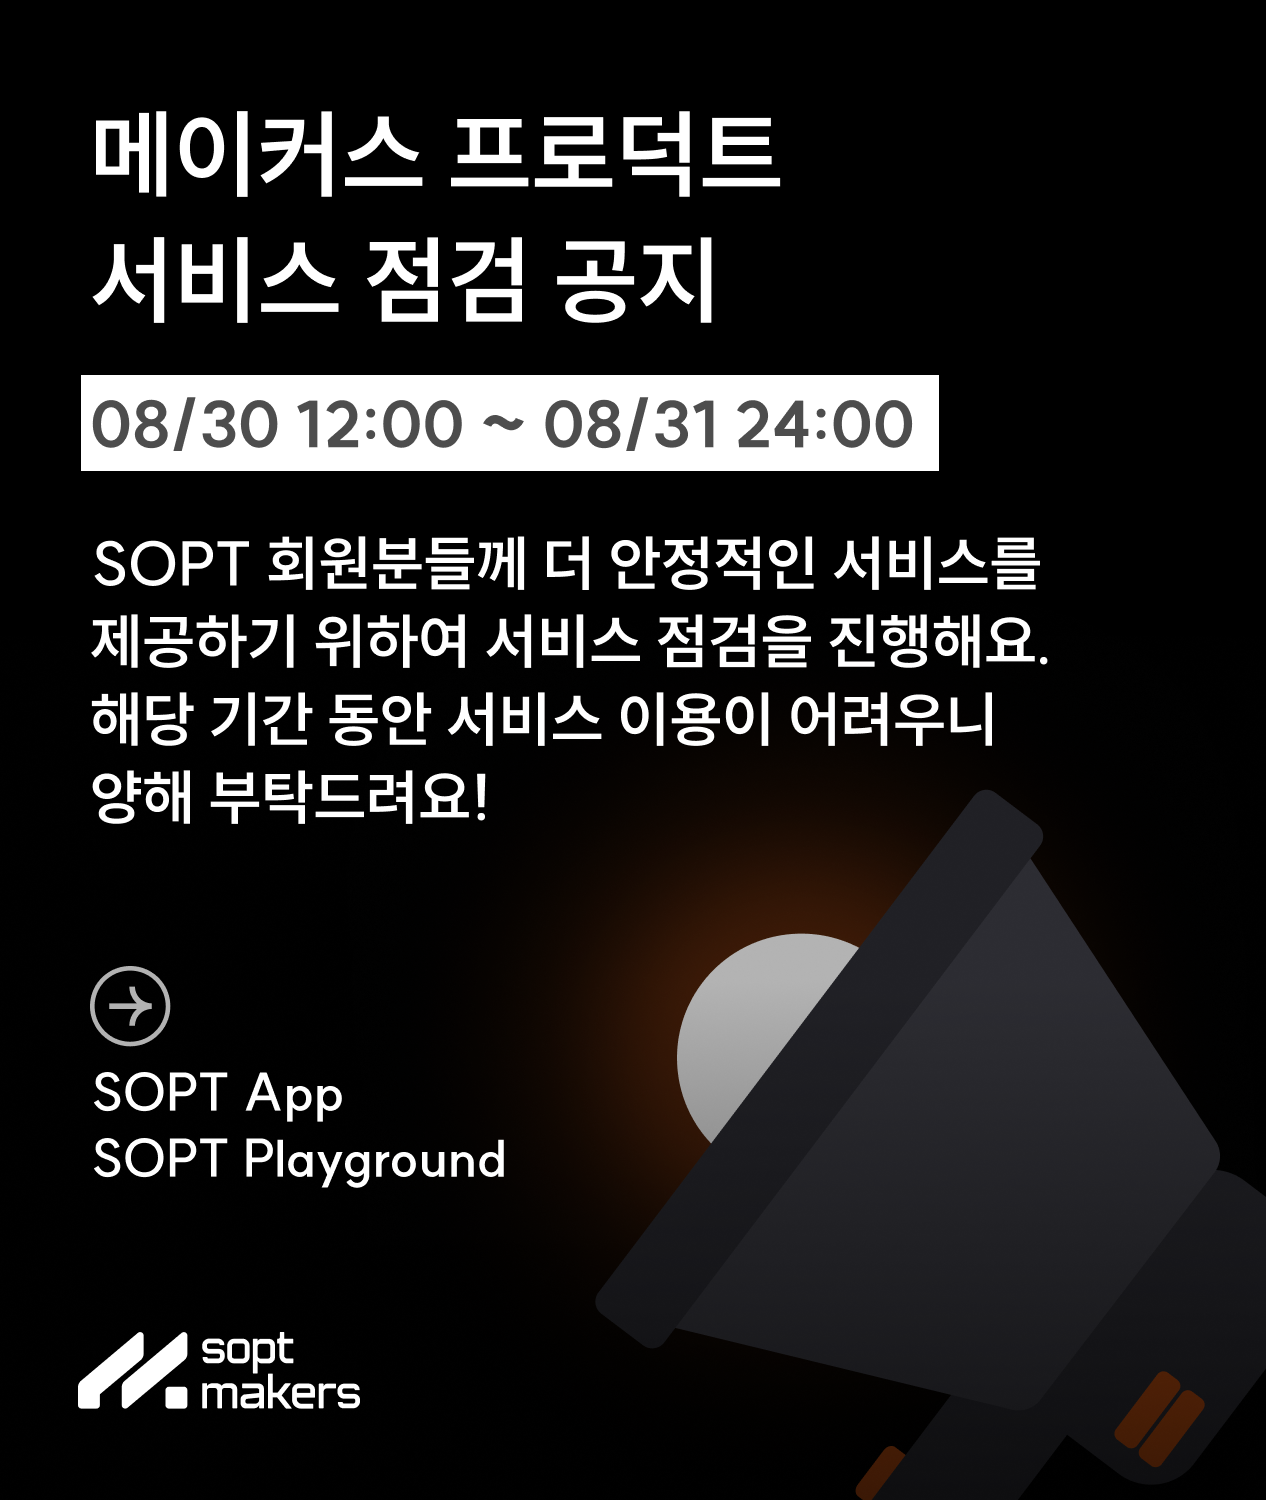 메이커스 프로덕트
서비스 점검 공지
08/30 12:00 ~ 08/31 24:00
SOPT 회원분들께 더 안정적인 서비스를
제공하기 위하여 서비스 점검을 진행해요.
해당 기간 동안 서비스 이용이 어려우니
양해 부탁드려요!
SOPT App
SOPT Playground
sopt
makers